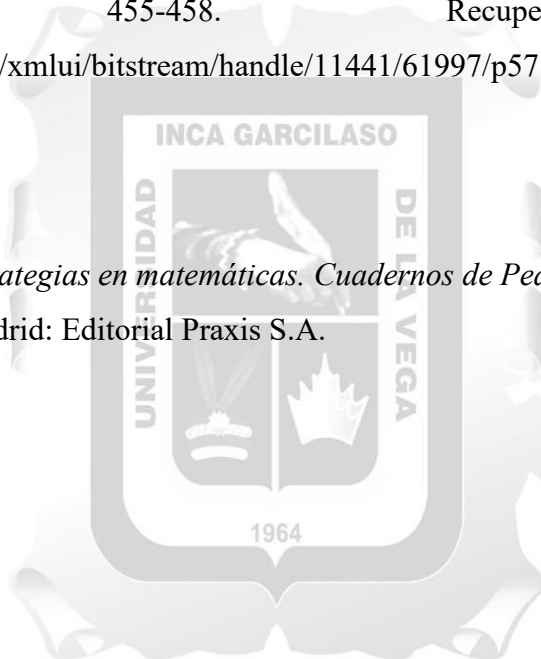 455-458. Recupe
/xmlui/bitstream/handle/11441/61997/p57
INCA GARCILASO
UNIVERSIDAD
DE LA VEGA
ategias en matemáticas. Cuadernos de Pec
drid: Editorial Praxis S.A.
1964